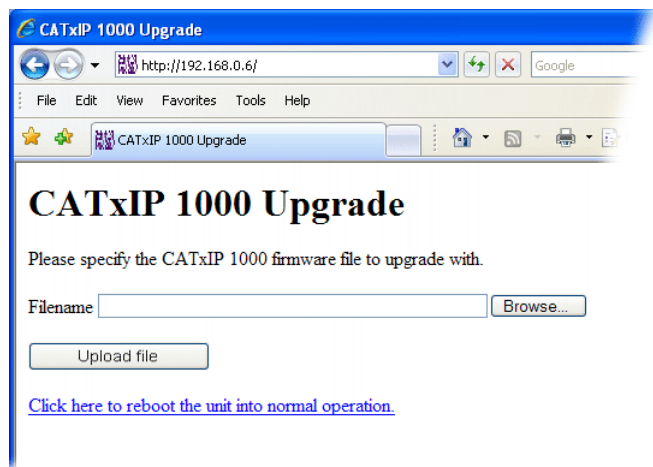 CATxIP 1000 Upgrade
http://192.168.0.6/
Google
File Edit View Favorites Tools Help
CATxIP 1000 Upgrade
CATxIP 1000 Upgrade
Please specify the CATxIP 1000 firmware file to upgrade with.
Filename Browse...
Upload file
Click here to reboot the unit into normal operation.